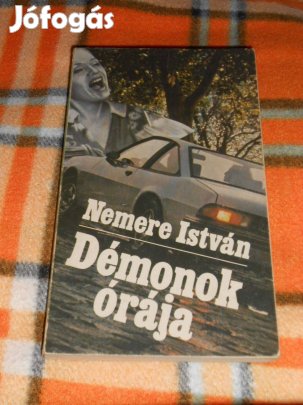 Jófogás
Nemere István
Démonok
órája